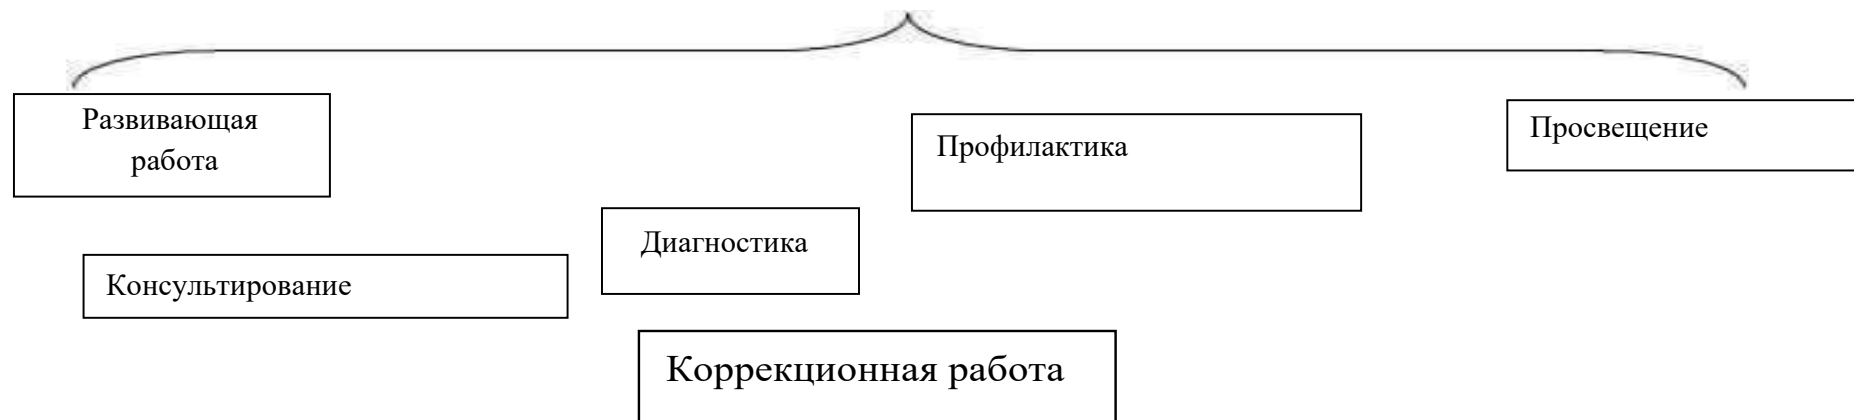 Развивающая
работа
Профилактика
Просвещение
Диагностика
Консультирование
Коррекционная работа